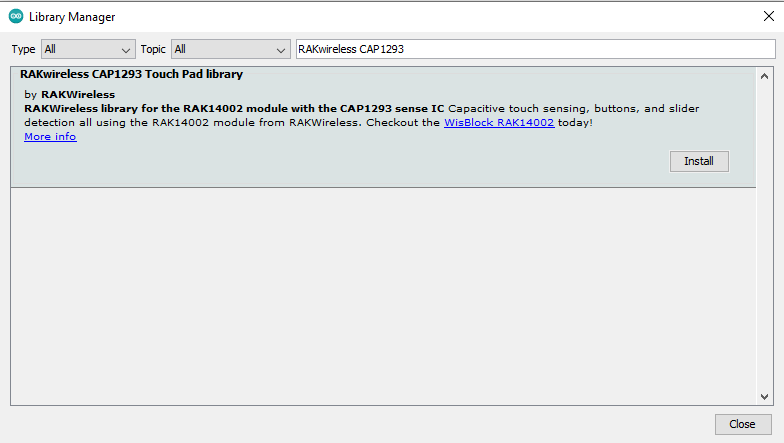 Library Manager
Type All Topic All RAKwireless CAP1293
RAKwireless CAP1293 Touch Pad library
by RAKWireless
RAKWireless library for the RAK14002 module with the CAP1293 sense IC Capacitive touch sensing, buttons, and slider
detection all using the RAK14002 module from RAKWireless. Checkout the WisBlock RAK14002 today!
More info
Install
Close